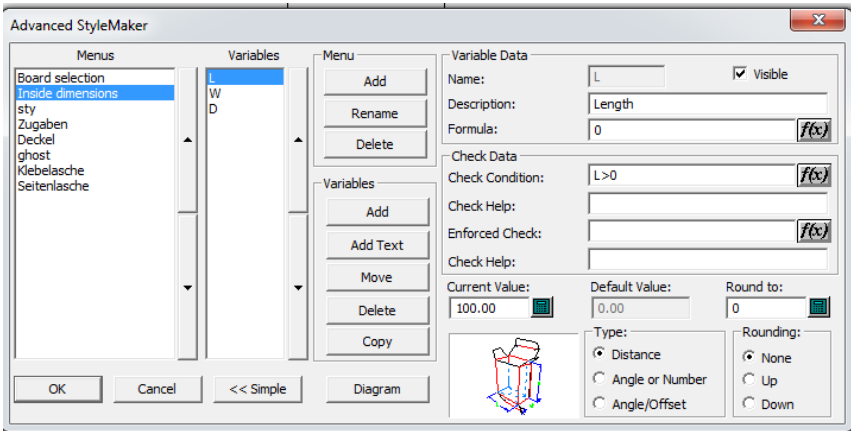 Advanced StyleMaker
x
Menus
Board selection
Inside dimensions
sty
Zugaben
Deckel
ghost
Klebelasche
Seitenlasche
Variables
L
W
D
Menu
Add
Rename
Delete
Variables
Add
Add Text
Move
Delete
Copy
Variable Data
Name: L Visible
Description: Length
Formula: 0 f(x)
Check Data
Check Condition: L>0 f(x)
Check Help:
Enforced Check: f(x)
Check Help:
Current Value: Default Value: Round to:
100.00 0.00 0
Type:
Distance
Angle or Number
Angle/Offset
Rounding:
None
Up
Down
OK Cancel << Simple Diagram